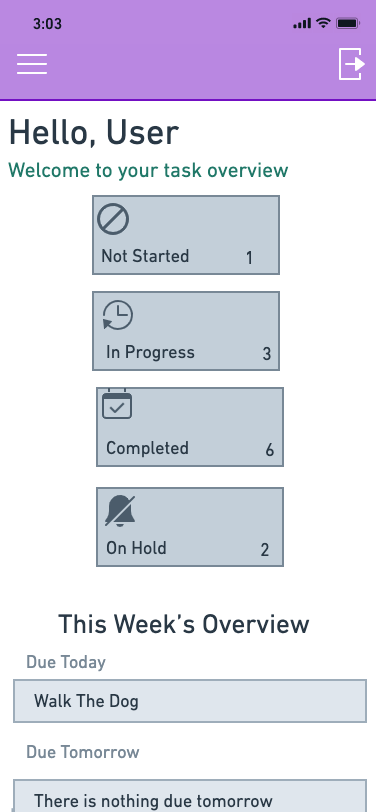 3:03
Hello, User
Welcome to your task overview
Not Started 1
In Progress 3
Completed 6
On Hold 2
This Week's Overview
Due Today
Walk The Dog
Due Tomorrow
There is nothing due tomorrow